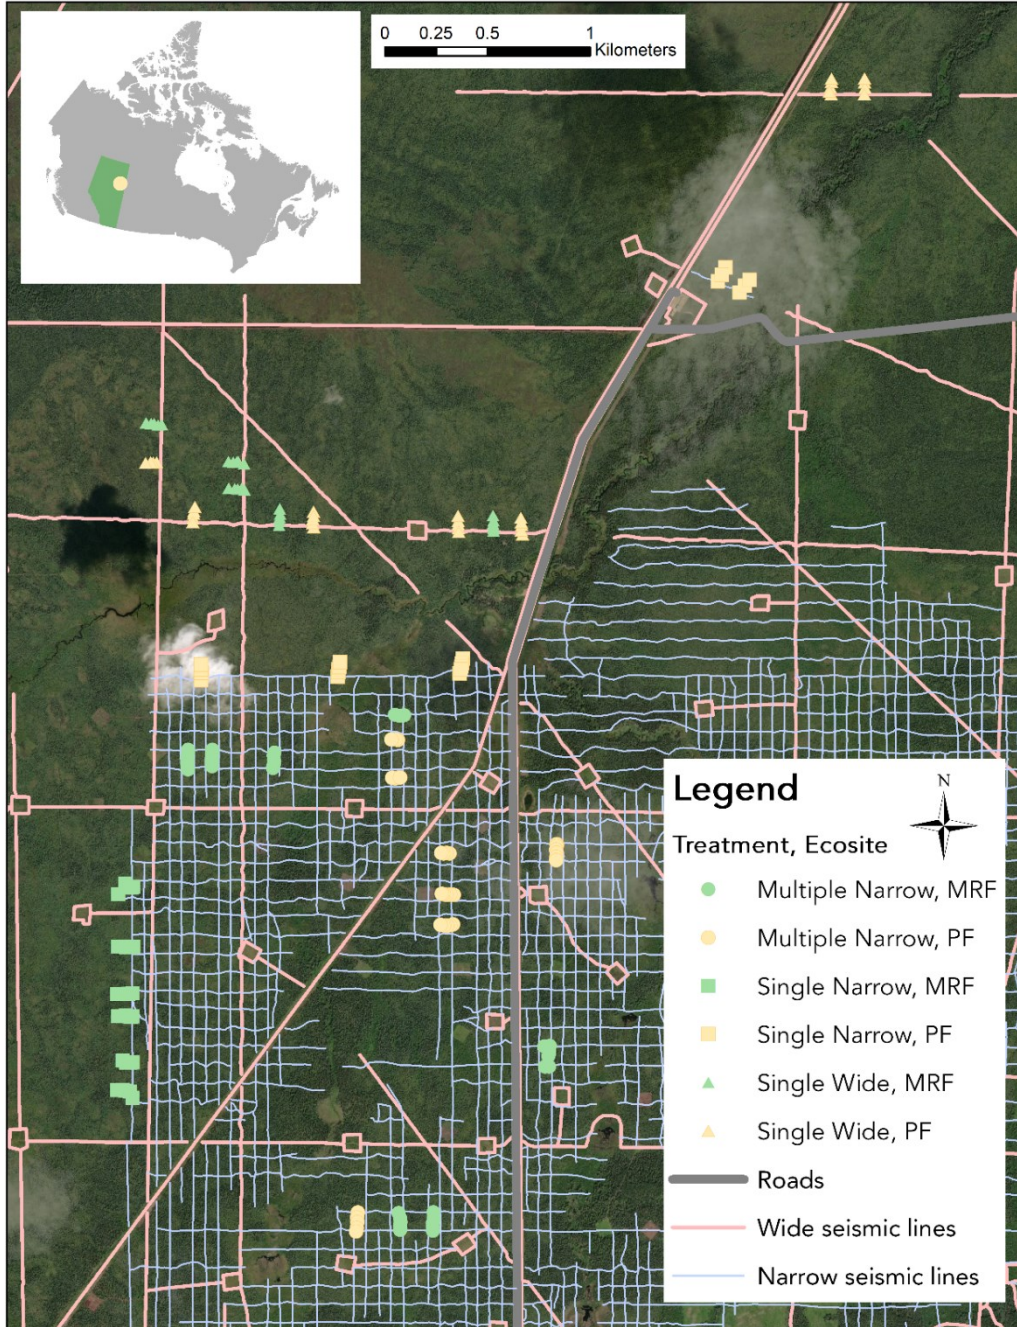 0 0.25 0.5 1
Kilometers
Legend
N
Treatment, Ecosite
Multiple Narrow, MRF
Multiple Narrow, PF
Single Narrow, MRF
Single Narrow, PF
Single Wide, MRF
Single Wide, PF
Roads
Wide seismic lines
Narrow seismic lines